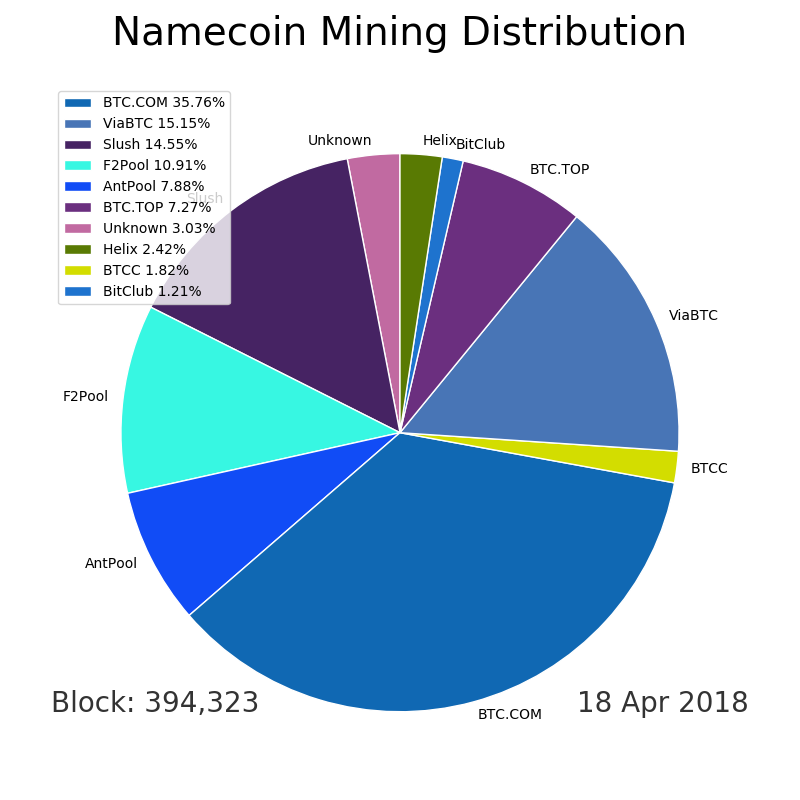 Namecoin Mining Distribution
BTC.COM 35.76%
ViaBTC 15.15%
Slush 14.55%
F2Pool 10.91%
AntPool 7.88%
BTC.TOP 7.27%
Unknown 3.03%
Helix 2.42%
BTCC 1.82%
BitClub 1.21%
Unknown
Helix
BitClub
BTC.TOP
Slush
ViaBTC
F2Pool
BTCC
AntPool
BTC.COM
Block: 394,323
18 Apr 2018